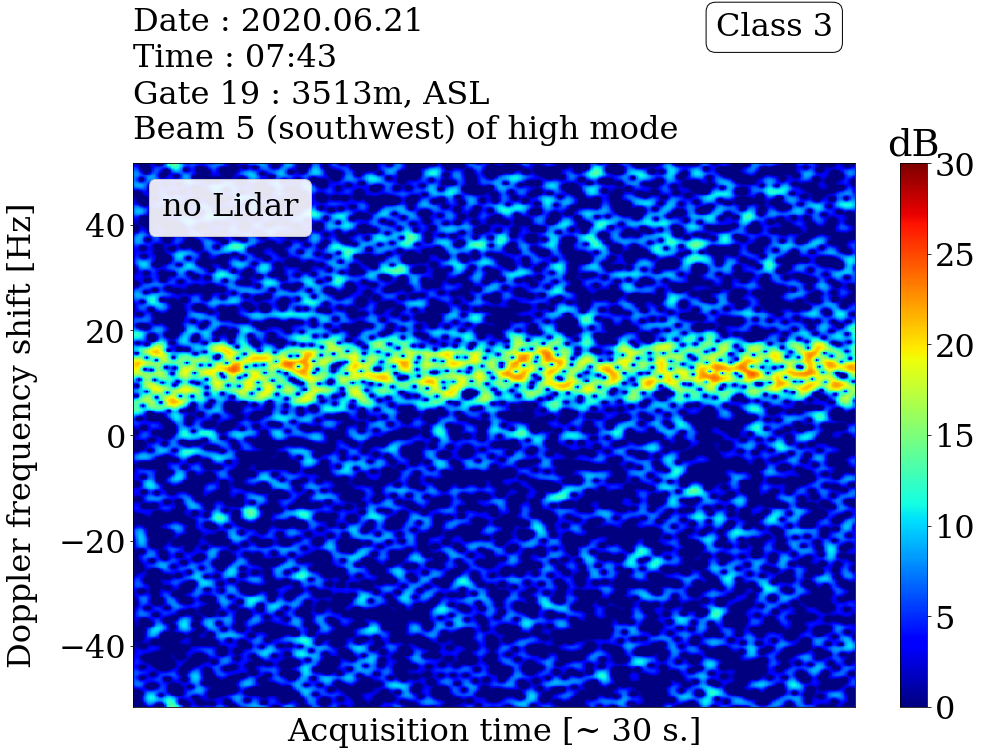 Date : 2020.06.21
Time : 07:43
Gate 19 : 3513m, ASL
Beam 5 (southwest) of high mode
Class 3
dB
no Lidar
Doppler frequency shift [Hz]
40
20
0
−20
−40
30
25
20
15
10
5
0
Acquisition time [~ 30 s.]